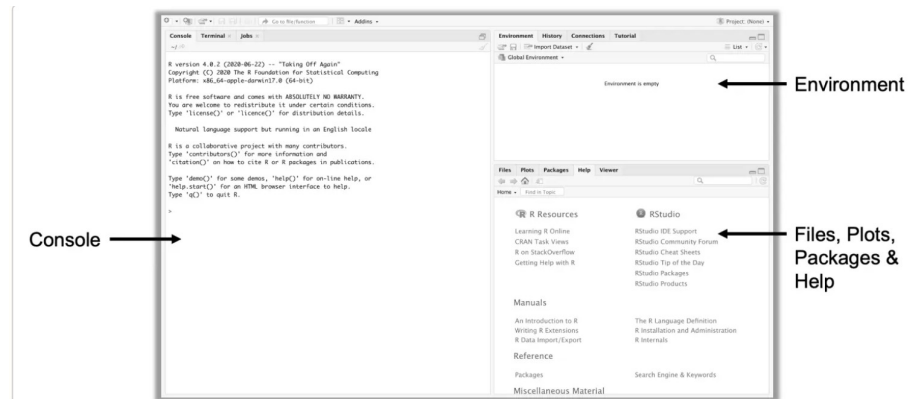 Go to file/function
Addins
Project: (None)
Console Terminal Jobs
~/
R version 4.0.2 (2020-06-22) -- "Taking Off Again"
Copyright (C) 2020 The R Foundation for Statistical Computing
Platform: x86_64-apple-darwin17.0 (64-bit)
R is free software and comes with ABSOLUTELY NO WARRANTY.
You are welcome to redistribute it under certain conditions.
Type 'license()' or 'licence()' for distribution details.
Natural language support but running in an English locale
R is a collaborative project with many contributors.
Type 'contributors()' for more information and
'citation()' on how to cite R or R packages in publications.
Type 'demo()' for some demos, 'help()' for on-line help, or
'help.start()' for an HTML browser interface to help.
Type 'q()' to quit R.
>
Console
Environment History Connections Tutorial
Import Dataset
List
Global Environment
Environment is empty
Environment
Files Plots Packages Help Viewer
Home Find in Topic
R Resources
Learning R Online
CRAN Task Views
R on StackOverflow
Getting Help with R
RStudio
RStudio IDE Support
RStudio Community Forum
RStudio Cheat Sheets
RStudio Tip of the Day
RStudio Packages
RStudio Products
Manuals
An Introduction to R
Writing R Extensions
R Data Import/Export
The R Language Definition
R Installation and Administration
R Internals
Reference
Packages
Search Engine & Keywords
Miscellaneous Material
Files, Plots,
Packages &
Help